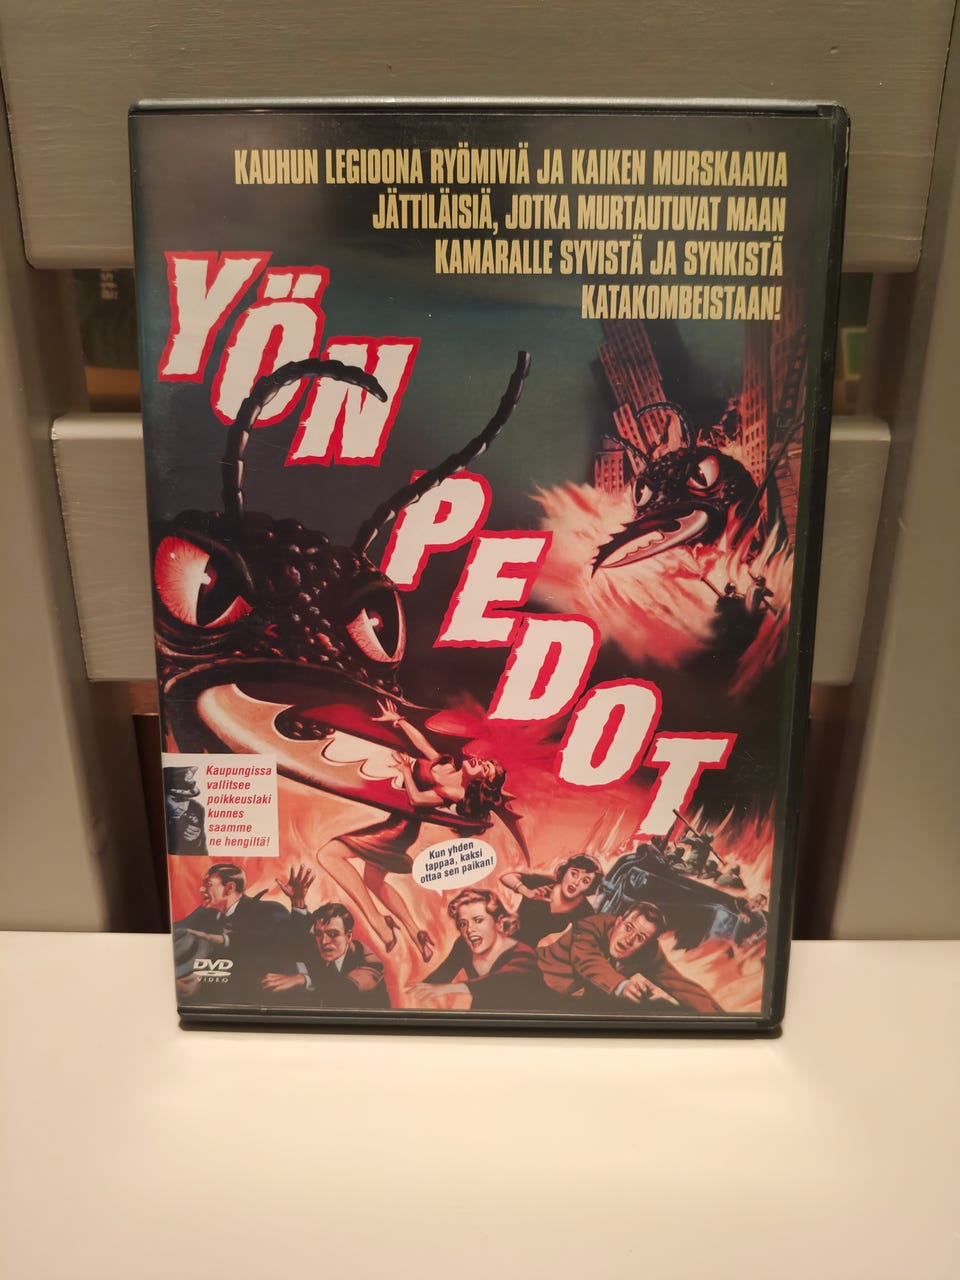 KAUHUN LEGIOONA RYÖMIVIÄ JA KAIKEN MURSKAAVIA
JÄTTILÄISIÄ, JOTKA MURTAUTUVAT MAAN
KAMARALLE SYVISTÄ JA SYNKISTÄ
KATAKOMBEISTAAN!
YÖN
PEDOT
Kaupungissa
vallitsee
poikkeuslaki
kunnes
saamme
ne hengiltä!
Kun yhden
tappaa, kaksi
ottaa sen paikan!
DVD
VIDEO